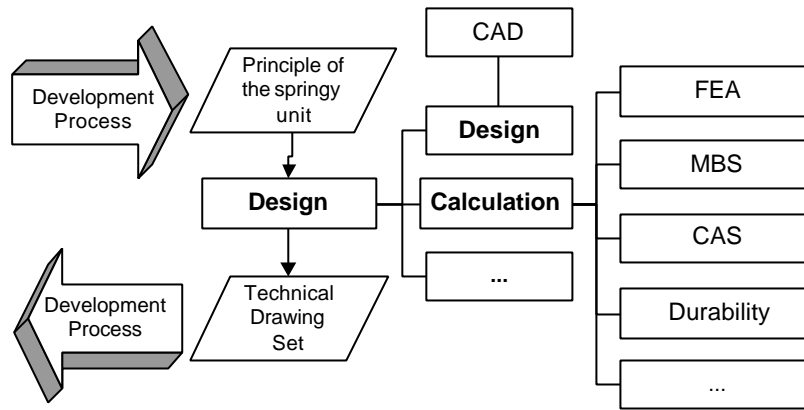 Development
Process
Principle of
the springy
unit
Design
Technical
Drawing
Set
Development
Process
CAD
Design
Calculation
...
FEA
MBS
CAS
Durability
...